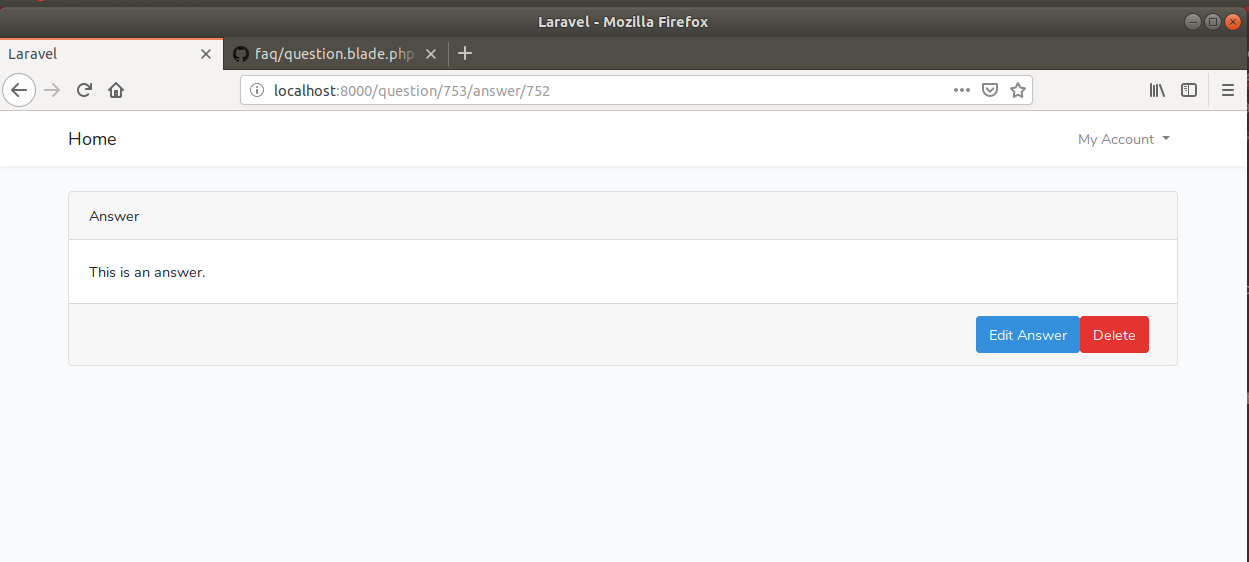 Laravel - Mozilla Firefox
Laravel
faq/question.blade.php
localhost:8000/question/753/answer/752
Home
My Account
Answer
This is an answer.
Edit Answer
Delete